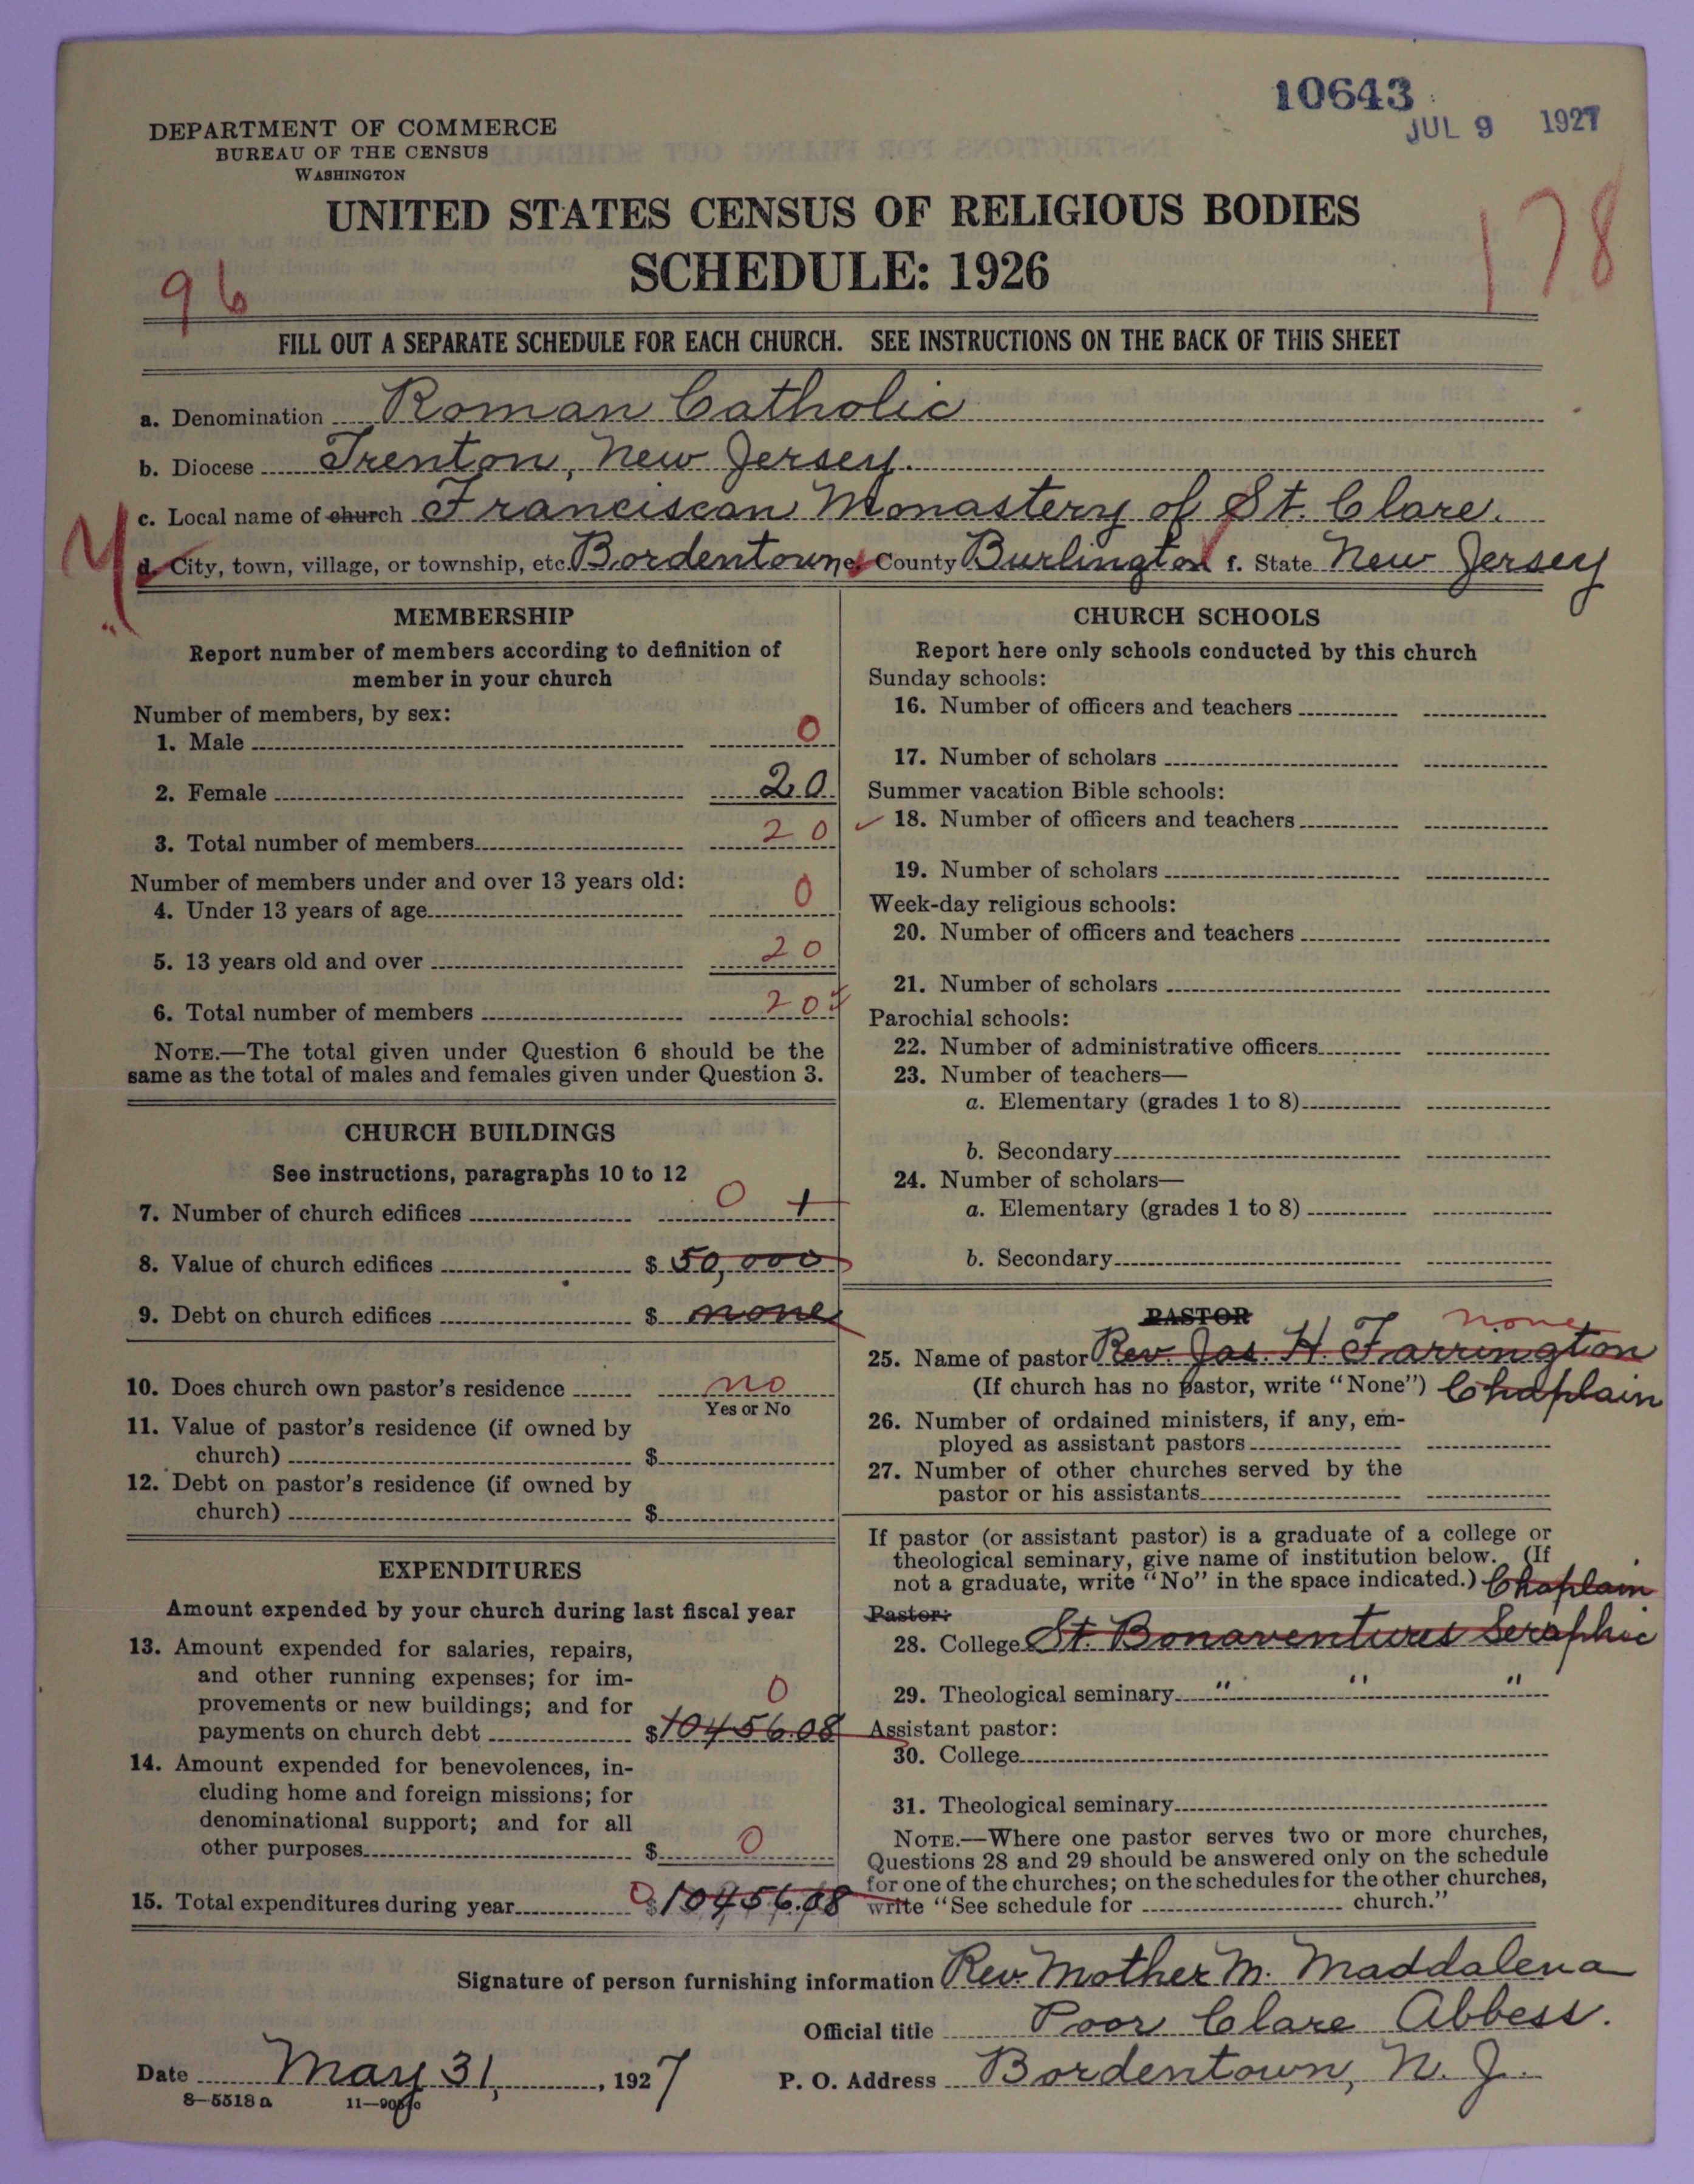 10643
JUL 9 1927
DEPARTMENT OF COMMERCE
BUREAU OF THE CENSUS
WASHINGTON
UNITED STATES CENSUS OF RELIGIOUS BODIES
SCHEDULE: 1926
96
178
FILL OUT A SEPARATE SCHEDULE FOR EACH CHURCH. SEE INSTRUCTIONS ON THE BACK OF THIS SHEET
a. Denomination Roman Catholic
b. Diocese Trenton, New Jersey.
c. Local name of church Franciscan Monastery of St. Clare.
d. City, town, village, or township, etc. Bordentown e. County Burlington f. State New Jersey
MEMBERSHIP
Report number of members according to definition of
member in your church
Number of members, by sex:
1. Male 0
2. Female 20
3. Total number of members 20
Number of members under and over 13 years old:
4. Under 13 years of age 0
5. 13 years old and over 20
6. Total number of members 20
NOTE.—The total given under Question 6 should be the
same as the total of males and females given under Question 3.
CHURCH BUILDINGS
See instructions, paragraphs 10 to 12
7. Number of church edifices 0 1
8. Value of church edifices $ 50,000
9. Debt on church edifices $ none
10. Does church own pastor's residence no
Yes or No
11. Value of pastor's residence (if owned by
church) $
12. Debt on pastor's residence (if owned by
church) $
EXPENDITURES
Amount expended by your church during last fiscal year
13. Amount expended for salaries, repairs,
and other running expenses; for im-
provements or new buildings; and for 0
payments on church debt $10456.08
14. Amount expended for benevolences, in-
cluding home and foreign missions; for
denominational support; and for all
other purposes $ 0
15. Total expenditures during year 0 $10456.08
CHURCH SCHOOLS
Report here only schools conducted by this church
Sunday schools:
16. Number of officers and teachers
17. Number of scholars
Summer vacation Bible schools:
18. Number of officers and teachers
19. Number of scholars
Week-day religious schools:
20. Number of officers and teachers
21. Number of scholars
Parochial schools:
22. Number of administrative officers
23. Number of teachers—
a. Elementary (grades 1 to 8)
b. Secondary
24. Number of scholars—
a. Elementary (grades 1 to 8)
b. Secondary
PASTOR none
25. Name of pastor Rev. Jas. H. Farrington
(If church has no pastor, write "None") Chaplain
26. Number of ordained ministers, if any, em-
ployed as assistant pastors
27. Number of other churches served by the
pastor or his assistants
If pastor (or assistant pastor) is a graduate of a college or
theological seminary, give name of institution below. (If
not a graduate, write "No" in the space indicated.) Chaplain
Pastor:
28. College St. Bonaventures Seraphic
29. Theological seminary " " "
Assistant pastor:
30. College
31. Theological seminary
NOTE.—Where one pastor serves two or more churches,
Questions 28 and 29 should be answered only on the schedule
for one of the churches; on the schedules for the other churches,
write "See schedule for church."
Signature of person furnishing information Rev. Mother M. Maddalena
Official title Poor Clare Abbess.
Date May 31, 1927 P. O. Address Bordentown, N. J.
8—5518 a